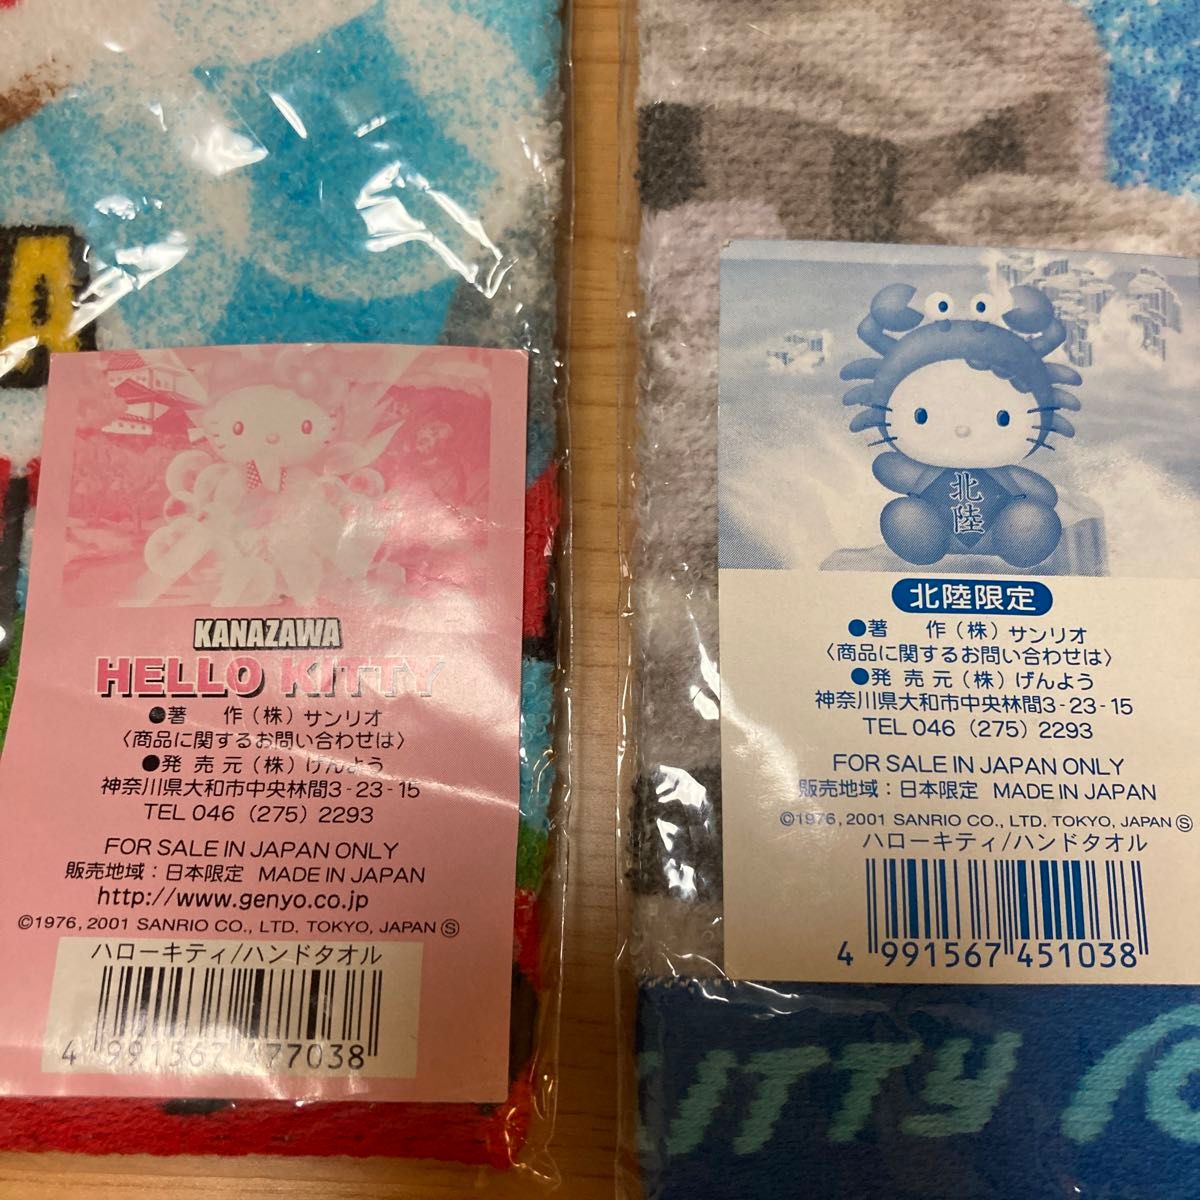 A
KANAZAWA
HELLO KITTY
●著　作(株)サンリオ
〈商品に関するお問い合わせは〉
●発売元(株)げんよう
神奈川県大和市中央林間3-23-15
TEL 046 (275) 2293
FOR SALE IN JAPAN ONLY
販売地域：日本限定 MADE IN JAPAN
http://www.genyo.co.jp
©1976, 2001 SANRIO CO., LTD. TOKYO, JAPAN Ⓢ
ハローキティ/ハンドタオル
4 991567 477038
北陸
北陸限定
●著　作(株)サンリオ
〈商品に関するお問い合わせは〉
●発売元(株)げんよう
神奈川県大和市中央林間3-23-15
TEL 046 (275) 2293
FOR SALE IN JAPAN ONLY
販売地域：日本限定 MADE IN JAPAN
©1976, 2001 SANRIO CO., LTD. TOKYO, JAPAN Ⓢ
ハローキティ/ハンドタオル
4 991567 451038
ITTY